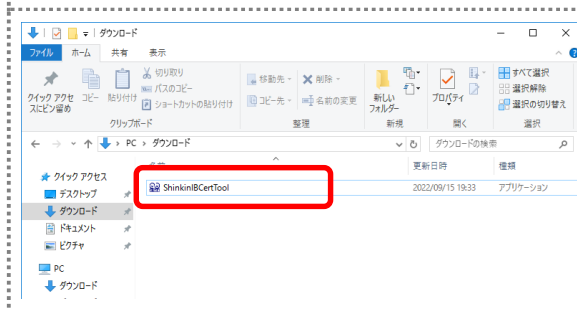 ダウンロード
ファイル ホーム 共有 表示
クイック アクセスにピン留め
コピー
貼り付け
切り取り
パスのコピー
ショートカットの貼り付け
移動先
コピー先
削除
名前の変更
新しいフォルダー
プロパティ
すべて選択
選択解除
選択の切り替え
クリップボード 整理 新規 開く 選択
PC > ダウンロード
ダウンロードの検索
更新日時 種類
クイック アクセス
デスクトップ
ダウンロード
ドキュメント
ピクチャ
PC
ダウンロード
ShinkinIBCertTool 2022/09/15 19:33 アプリケーション